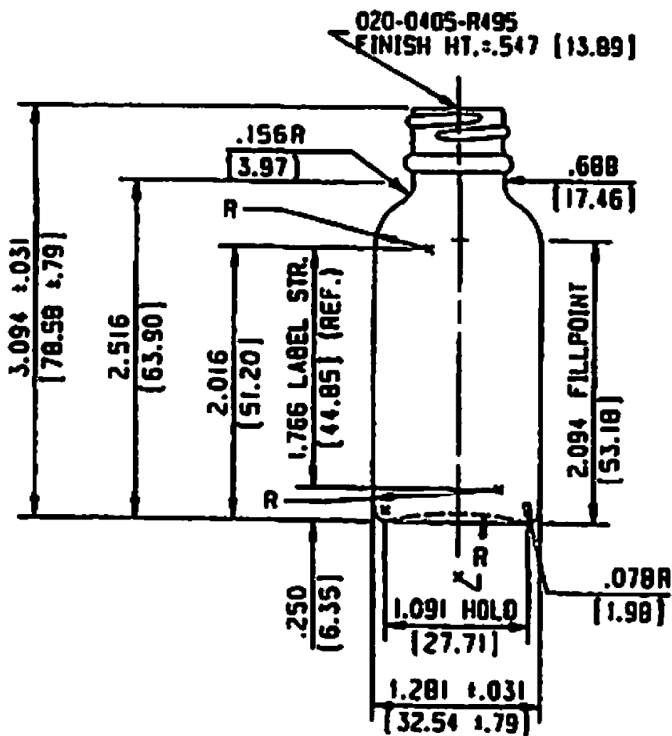 020-0405-R495
FINISH HT.=.547 [13.89]
.156R
[3.97]
.688
[17.46]
R
3.094 ±.031
[78.58 ±.79]
2.516
[63.90]
2.016
[51.20]
1.766 LABEL STR.
[44.85] (REF.)
2.094 FILLPOINT
[53.18]
R
R
.250
[6.35]
.078R
[1.98]
1.091 HOLD
[27.71]
1.281 ±.031
[32.54 ±.79]